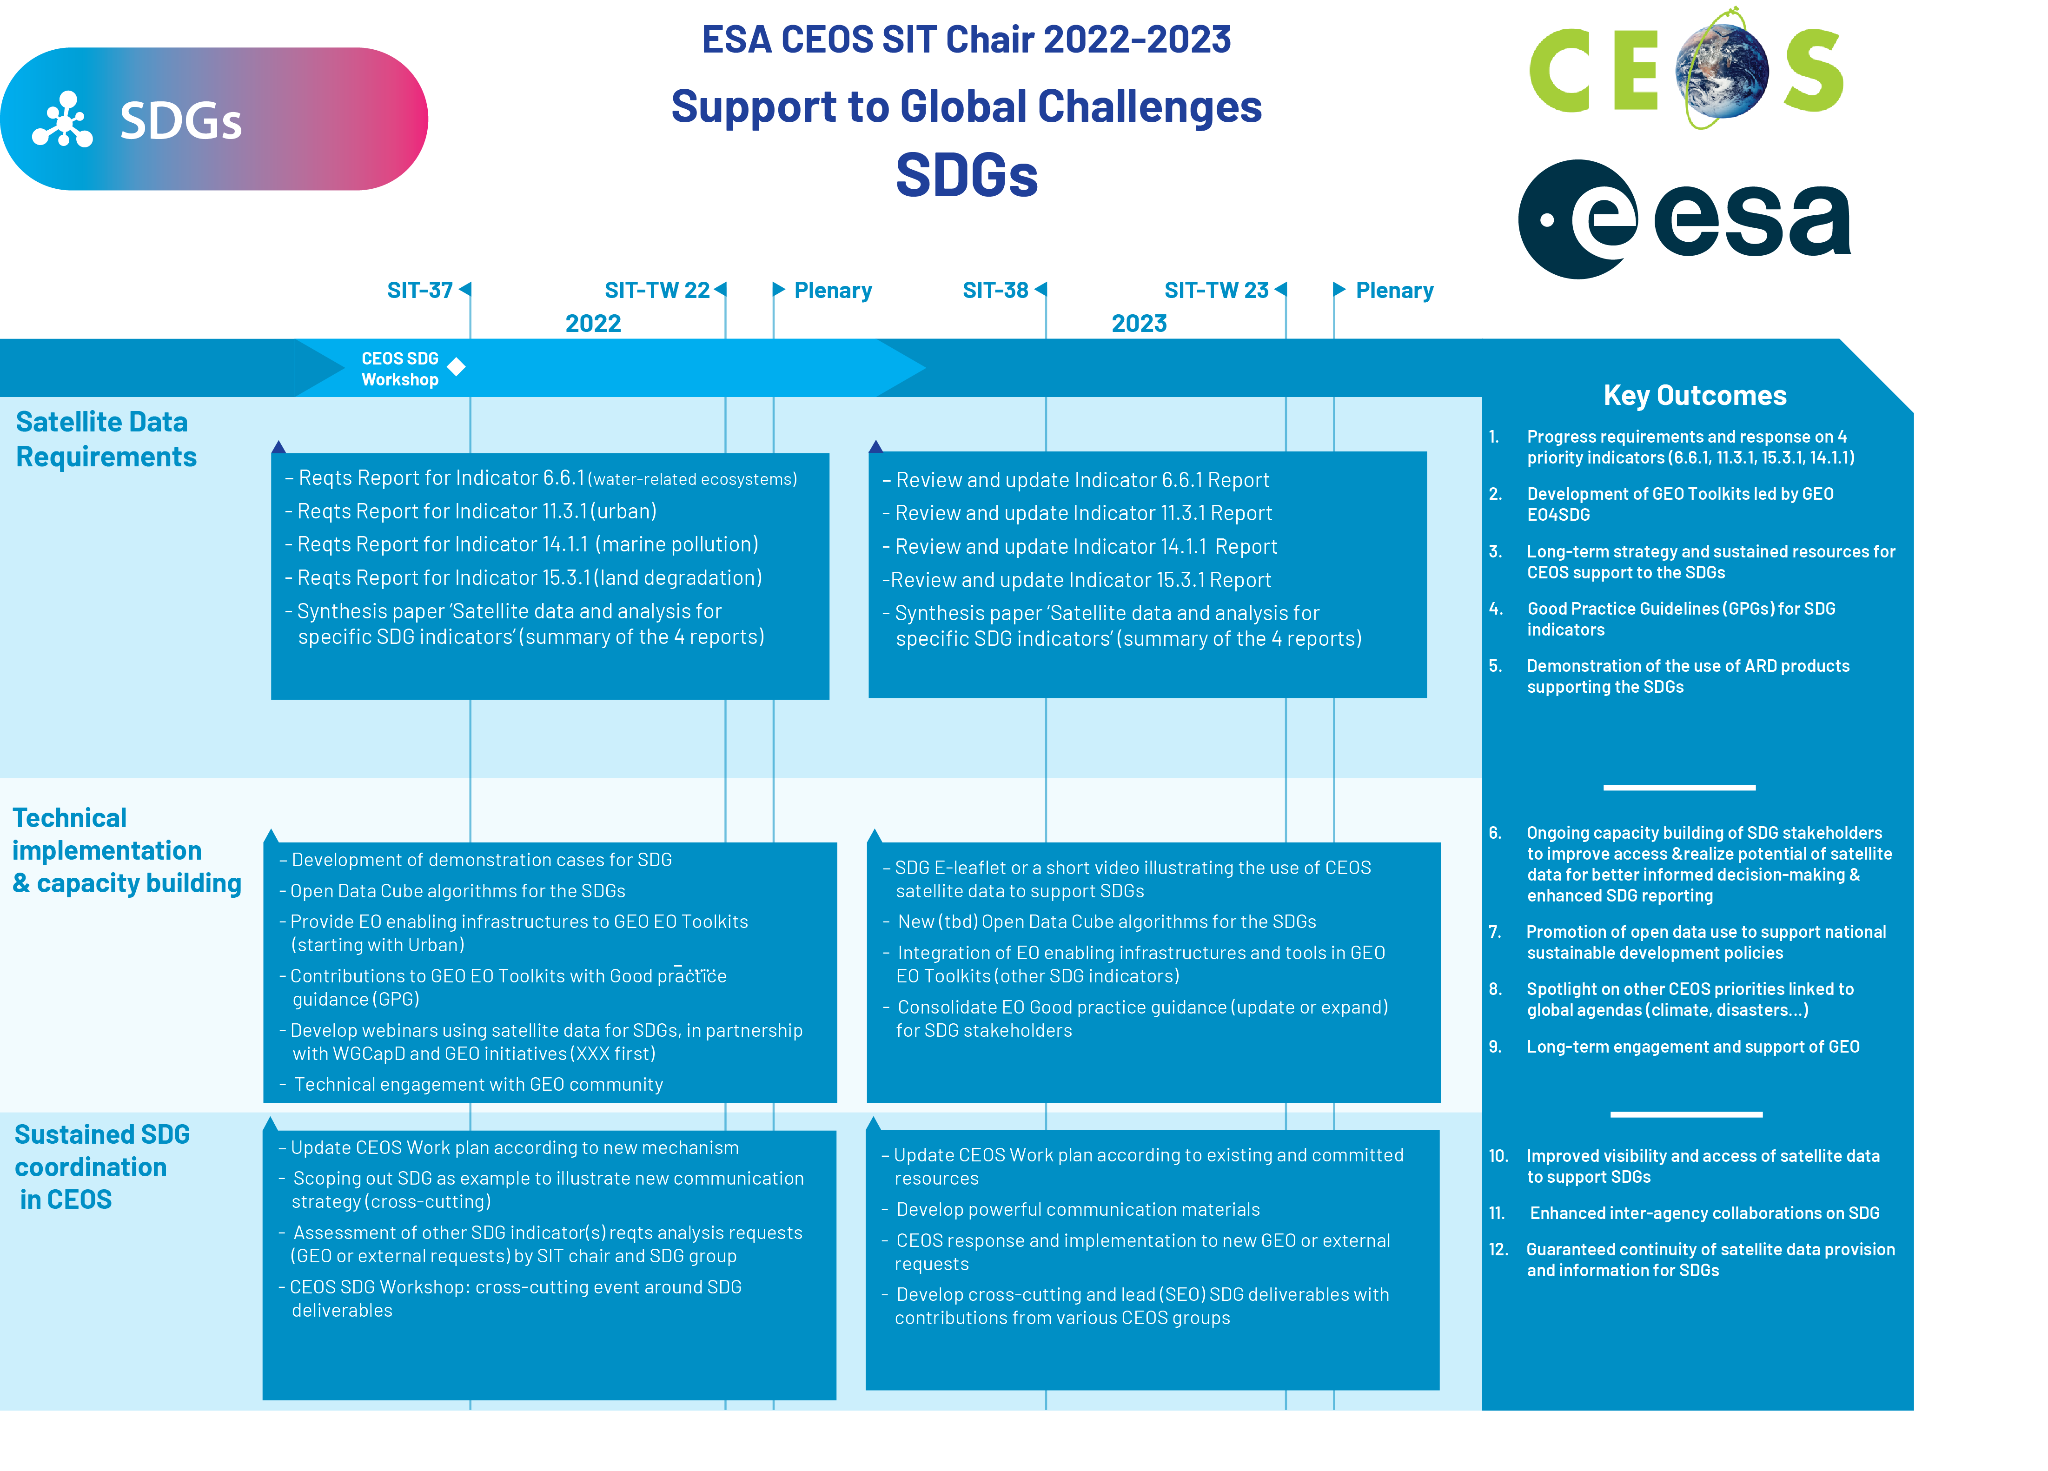 ESA CEOS SIT Chair 2022-2023
Support to Global Challenges
SDGs
SDGs
CEOS
esa
SIT-37
SIT-TW 22
Plenary
SIT-38
SIT-TW 23
Plenary
2022
2023
CEOS SDG
Workshop
Satellite Data
Requirements
– Reqts Report for Indicator 6.6.1 (water-related ecosystems)
- Reqts Report for Indicator 11.3.1 (urban)
- Reqts Report for Indicator 14.1.1 (marine pollution)
- Reqts Report for Indicator 15.3.1 (land degradation)
- Synthesis paper ‘Satellite data and analysis for
specific SDG indicators’ (summary of the 4 reports)
– Review and update Indicator 6.6.1 Report
- Review and update Indicator 11.3.1 Report
- Review and update Indicator 14.1.1 Report
-Review and update Indicator 15.3.1 Report
- Synthesis paper ‘Satellite data and analysis for
specific SDG indicators’ (summary of the 4 reports)
Technical
implementation
& capacity building
– Development of demonstration cases for SDG
- Open Data Cube algorithms for the SDGs
- Provide EO enabling infrastructures to GEO EO Toolkits
(starting with Urban)
- Contributions to GEO EO Toolkits with Good practice
guidance (GPG)
- Develop webinars using satellite data for SDGs, in partnership
with WGCapD and GEO initiatives (XXX first)
- Technical engagement with GEO community
– SDG E-leaflet or a short video illustrating the use of CEOS
satellite data to support SDGs
- New (tbd) Open Data Cube algorithms for the SDGs
- Integration of EO enabling infrastructures and tools in GEO
EO Toolkits (other SDG indicators)
- Consolidate EO Good practice guidance (update or expand)
for SDG stakeholders
Sustained SDG
coordination
in CEOS
– Update CEOS Work plan according to new mechanism
- Scoping out SDG as example to illustrate new communication
strategy (cross-cutting)
- Assessment of other SDG indicator(s) reqts analysis requests
(GEO or external requests) by SIT chair and SDG group
- CEOS SDG Workshop: cross-cutting event around SDG
deliverables
– Update CEOS Work plan according to existing and committed
resources
- Develop powerful communication materials
- CEOS response and implementation to new GEO or external
requests
- Develop cross-cutting and lead (SEO) SDG deliverables with
contributions from various CEOS groups
Key Outcomes
1. Progress requirements and response on 4
priority indicators (6.6.1, 11.3.1, 15.3.1, 14.1.1)
2. Development of GEO Toolkits led by GEO
EO4SDG
3. Long-term strategy and sustained resources for
CEOS support to the SDGs
4. Good Practice Guidelines (GPGs) for SDG
indicators
5. Demonstration of the use of ARD products
supporting the SDGs
6. Ongoing capacity building of SDG stakeholders
to improve access &realize potential of satellite
data for better informed decision-making &
enhanced SDG reporting
7. Promotion of open data use to support national
sustainable development policies
8. Spotlight on other CEOS priorities linked to
global agendas (climate, disasters...)
9. Long-term engagement and support of GEO
10. Improved visibility and access of satellite data
to support SDGs
11. Enhanced inter-agency collaborations on SDG
12. Guaranteed continuity of satellite data provision
and information for SDGs